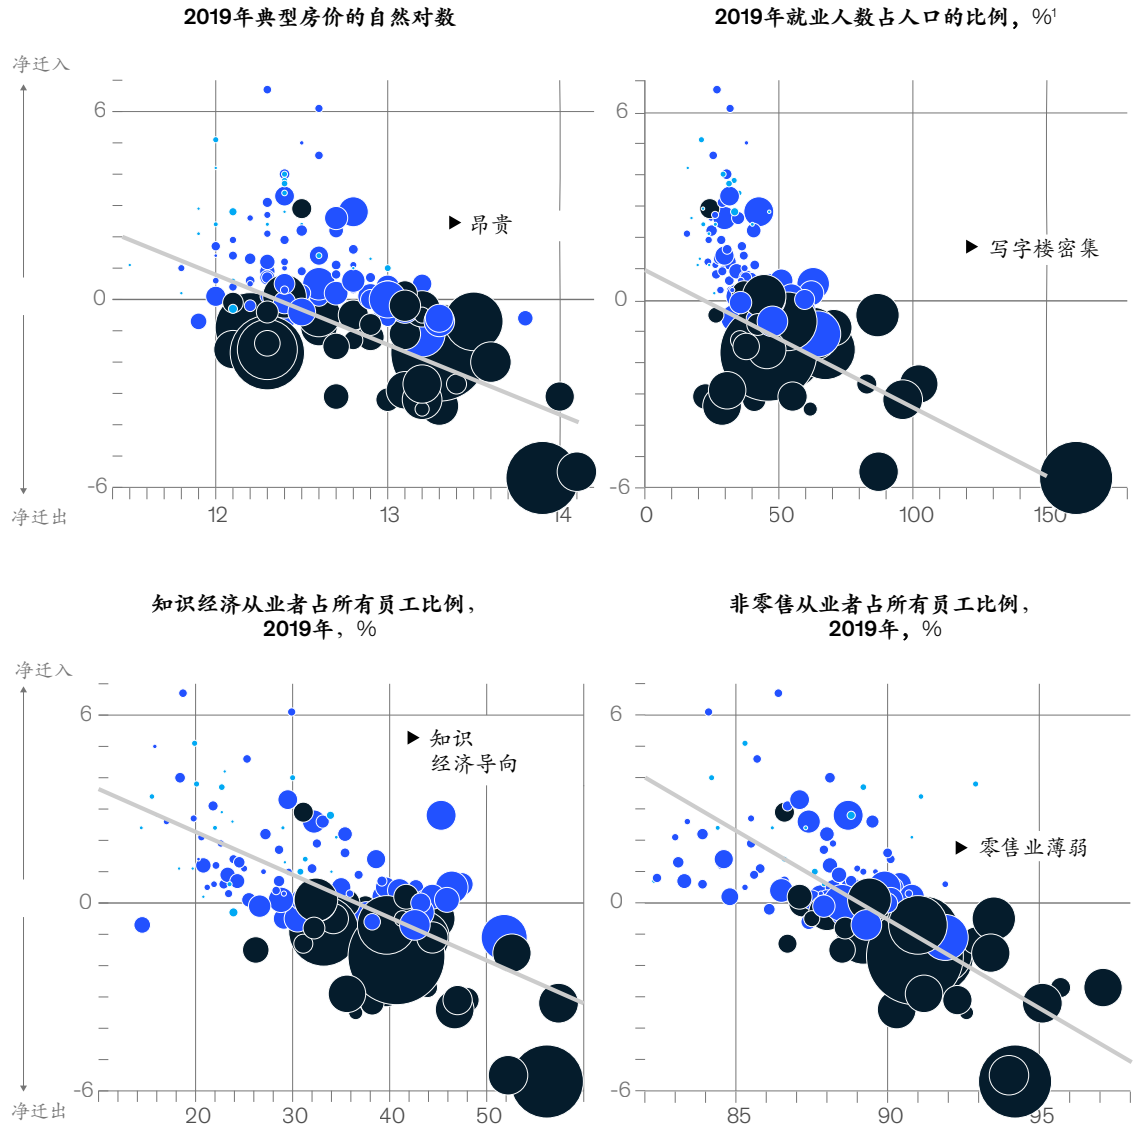 2019年典型房价的自然对数
2019年就业人数占人口的比例，%¹
净迁入
6
0
-6
净迁出
▶ 昂贵
12 13 14
6
0
-6
▶ 写字楼密集
0 50 100 150
知识经济从业者占所有员工比例，
2019年，%
非零售从业者占所有员工比例，
2019年，%
净迁入
6
0
-6
净迁出
▶ 知识
经济导向
20 30 40 50
6
0
-6
▶ 零售业薄弱
85 90 95